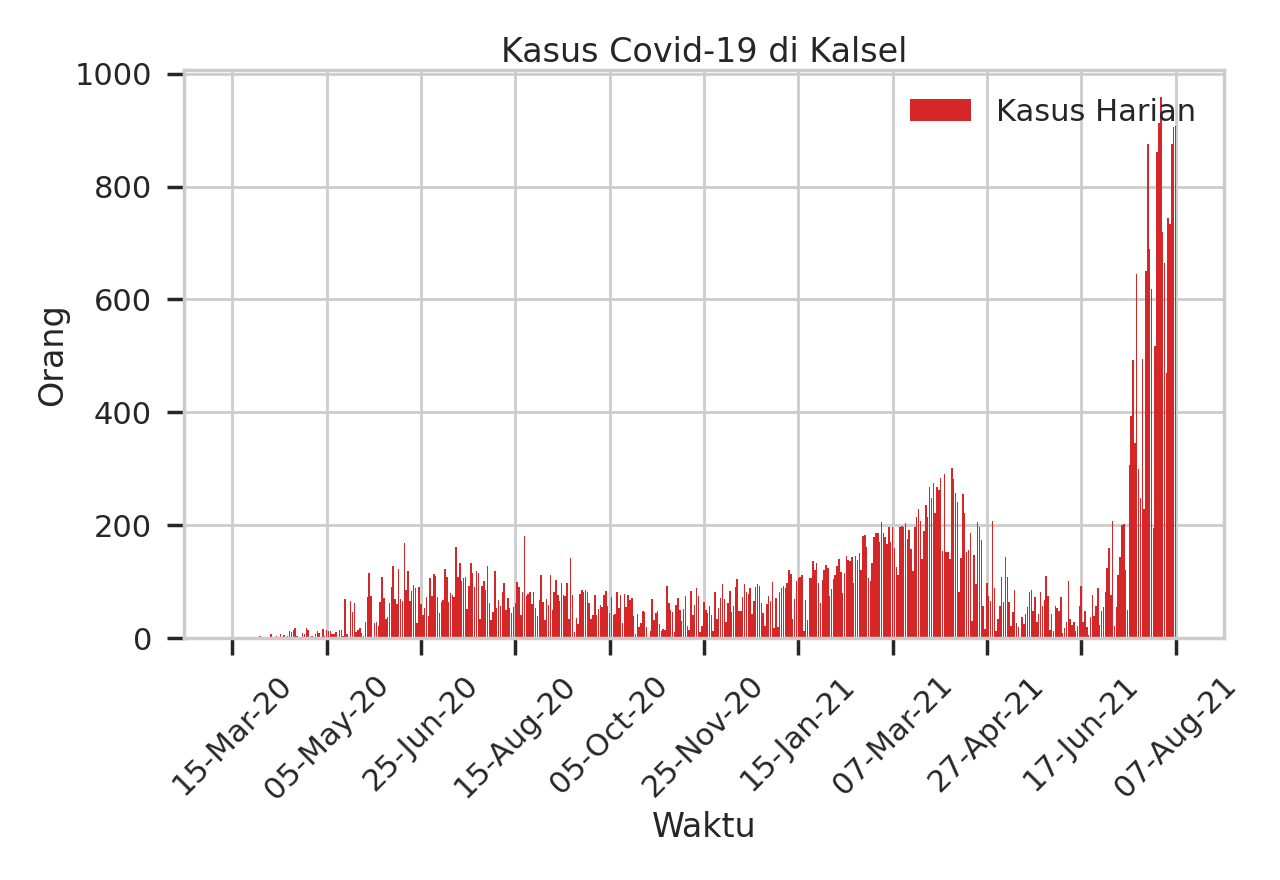 Kasus Covid-19 di Kalsel
Kasus Harian
Orang
1000
800
600
400
200
0
15-Mar-20
05-May-20
25-Jun-20
15-Aug-20
05-Oct-20
25-Nov-20
15-Jan-21
07-Mar-21
27-Apr-21
17-Jun-21
07-Aug-21
Waktu